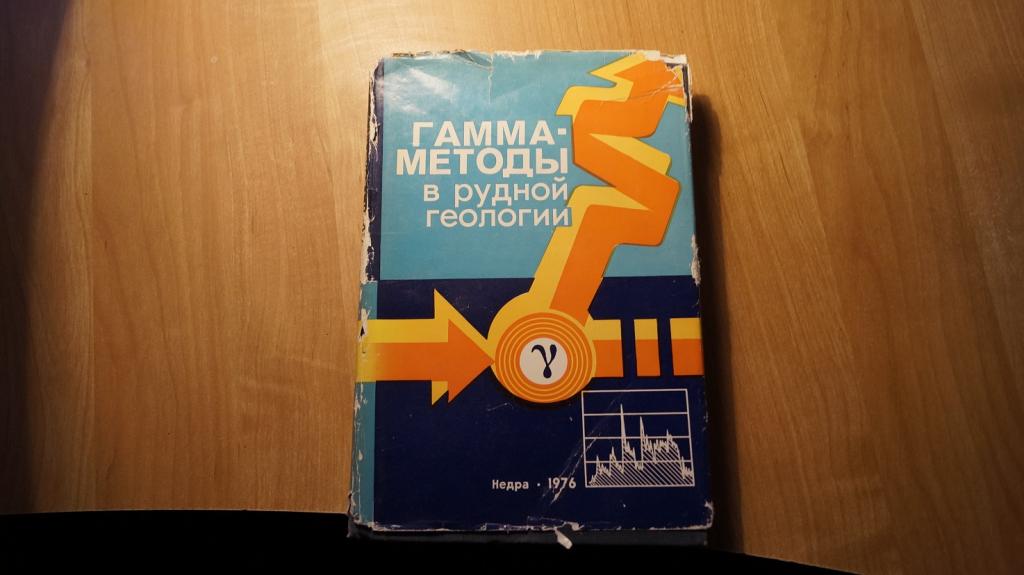 ГАММА-
МЕТОДЫ
в рудной
геологии
γ
Недра · 1976